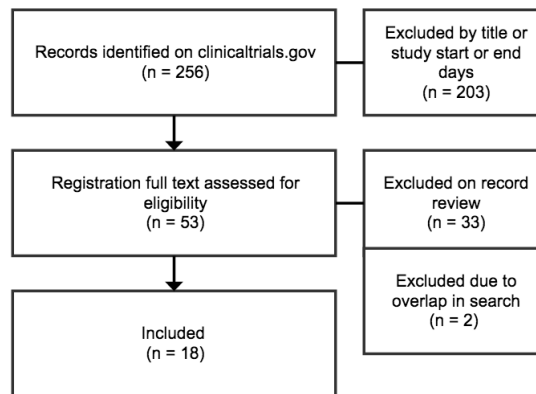 Records identified on clinicaltrials.gov
(n = 256)
Excluded by title or
study start or end
days
(n = 203)
Registration full text assessed for
eligibility
(n = 53)
Excluded on record
review
(n = 33)
Excluded due to
overlap in search
(n = 2)
Included
(n = 18)